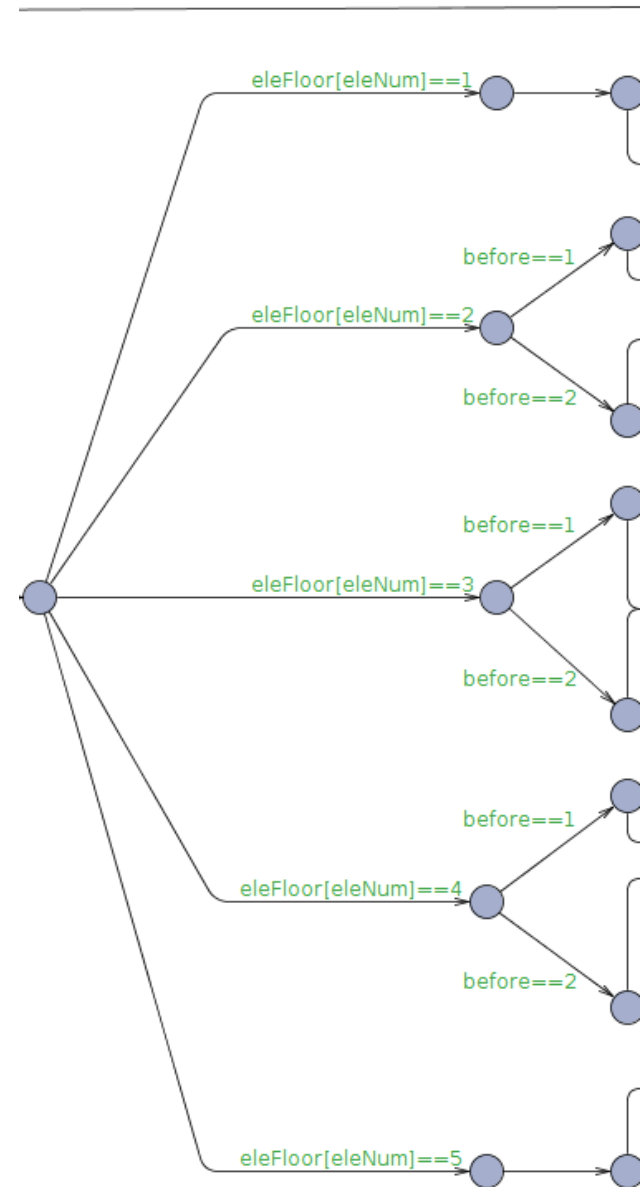 eleFloor[eleNum]==1
before==1
eleFloor[eleNum]==2
before==2
before==1
eleFloor[eleNum]==3
before==2
before==1
eleFloor[eleNum]==4
before==2
eleFloor[eleNum]==5